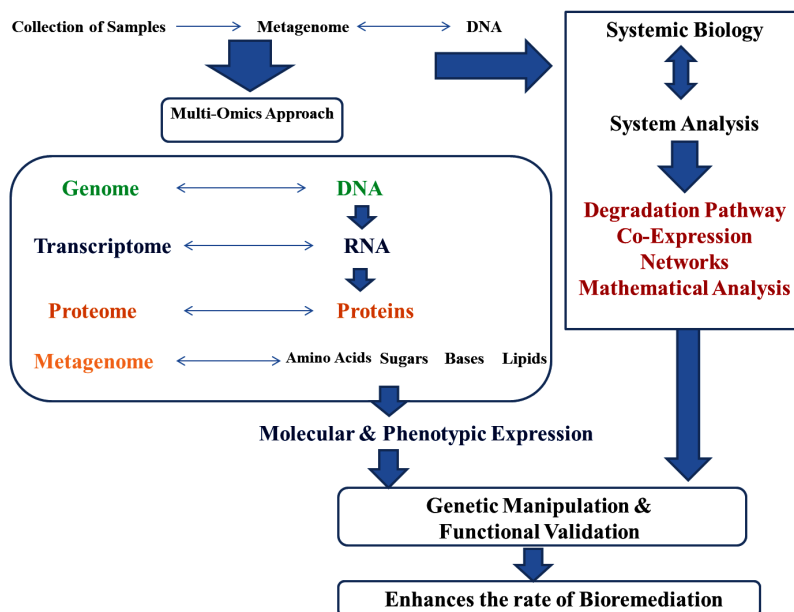 Collection of Samples
Metagenome
DNA
Multi-Omics Approach
Genome
DNA
Transcriptome
RNA
Proteome
Proteins
Metagenome
Amino Acids Sugars Bases Lipids
Molecular & Phenotypic Expression
Systemic Biology
System Analysis
Degradation Pathway
Co-Expression
Networks
Mathematical Analysis
Genetic Manipulation &
Functional Validation
Enhances the rate of Bioremediation